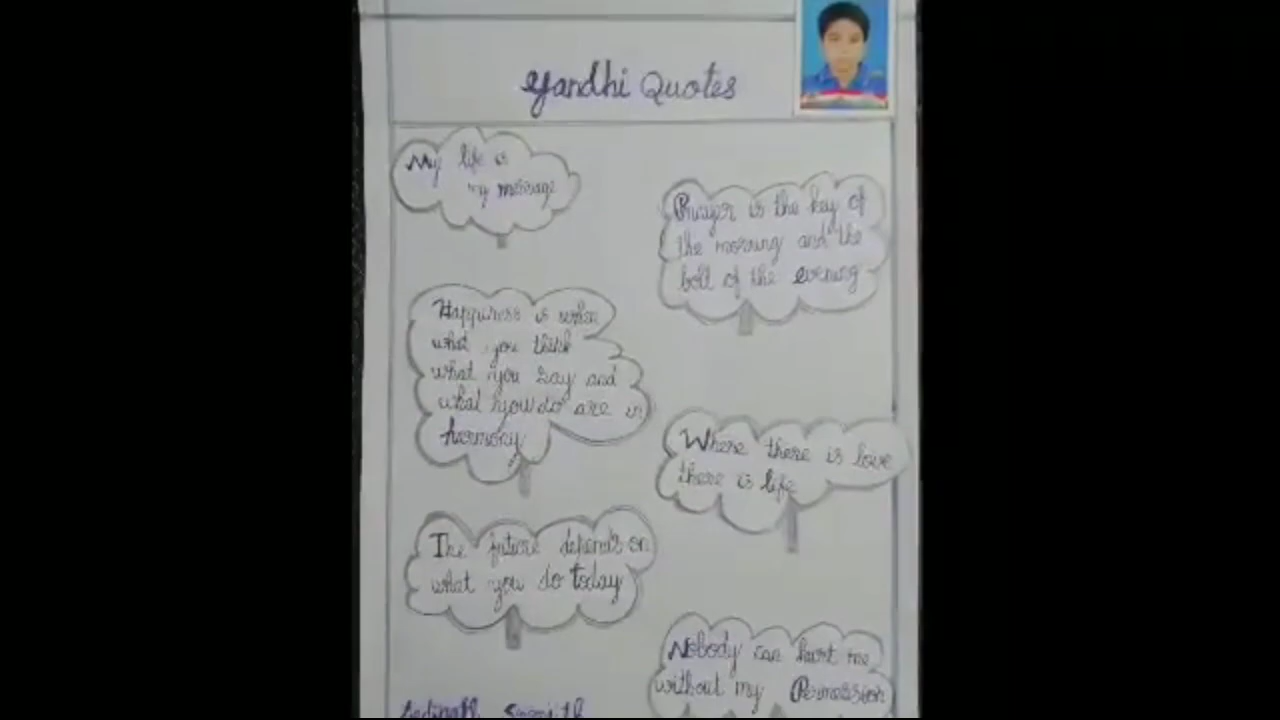 Gandhi Quotes
My life is
my message
Prayer is the key of
the morning and the
bolt of the evening
Happiness is when
what you think
what you say and
what you do are in
harmony
Where there is love
there is life
The future depends on
what you do today
Nobody can hurt me
without my Permession